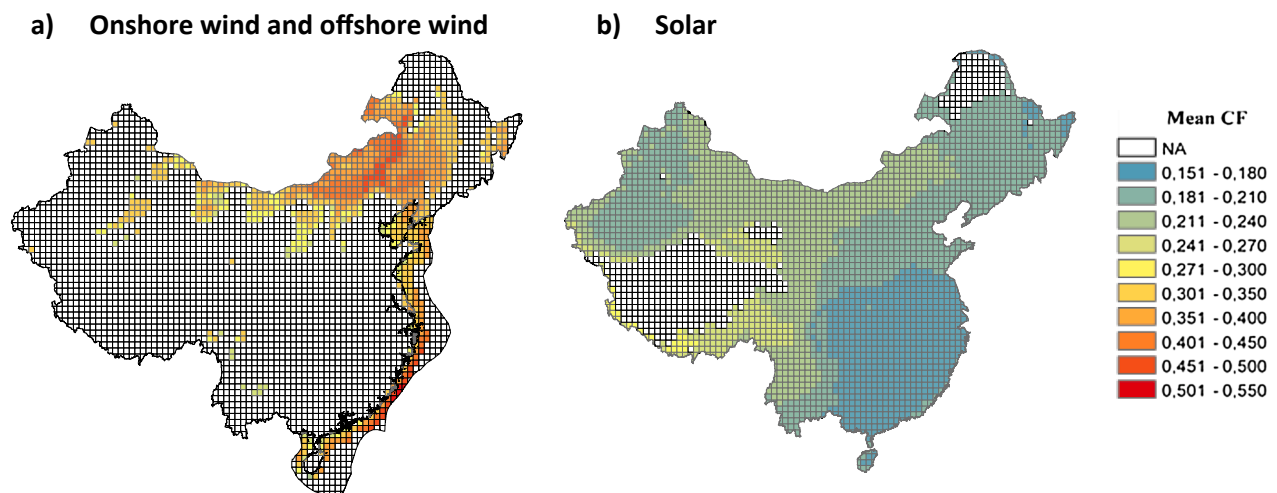 a) Onshore wind and offshore wind
b) Solar
Mean CF
NA
0,151 - 0,180
0,181 - 0,210
0,211 - 0,240
0,241 - 0,270
0,271 - 0,300
0,301 - 0,350
0,351 - 0,400
0,401 - 0,450
0,451 - 0,500
0,501 - 0,550